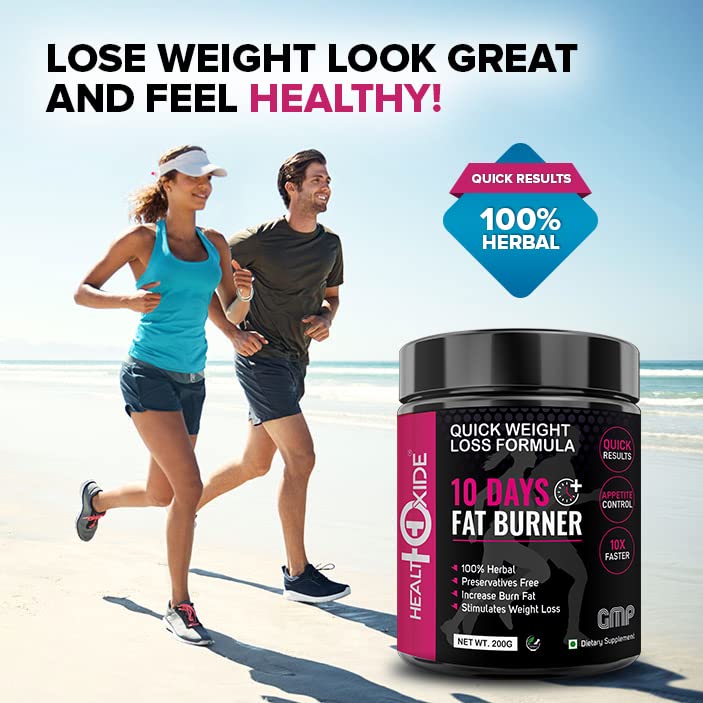 LOSE WEIGHT LOOK GREAT
AND FEEL HEALTHY!
QUICK RESULTS
100%
HERBAL
HEALTHOXIDE®
QUICK WEIGHT
LOSS FORMULA
10 DAYS
FAT BURNER
100% Herbal
Preservatives Free
Increase Burn Fat
Stimulates Weight Loss
NET WT. 200G
QUICK
RESULTS
APPETITE
CONTROL
10X
FASTER
GMP
Dietary Supplement